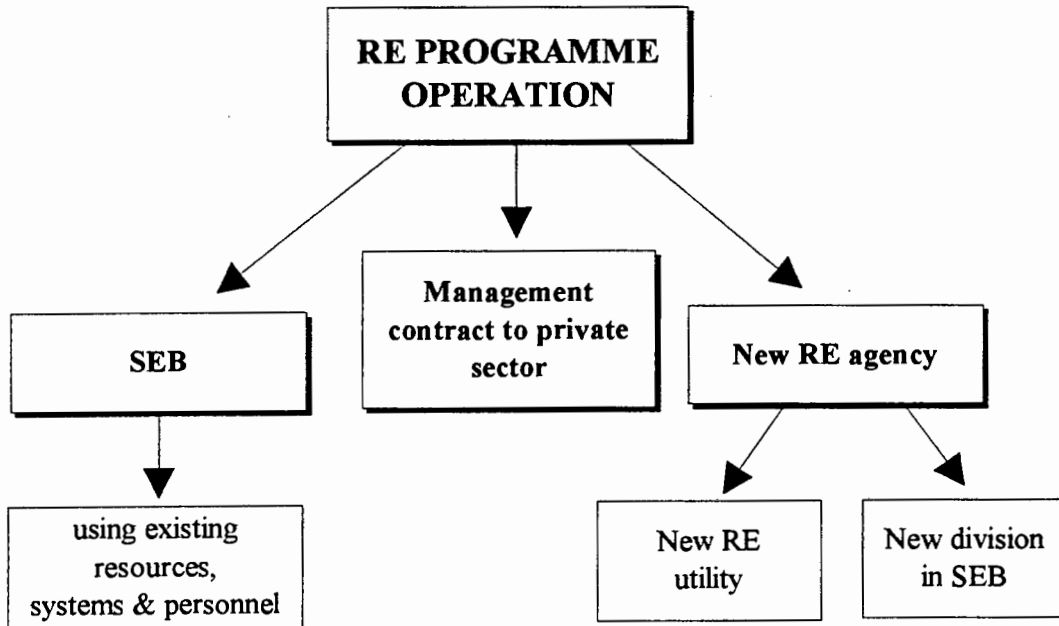 RE PROGRAMME
OPERATION
SEB
Management
contract to private
sector
New RE agency
using existing
resources,
systems & personnel
New RE
utility
New division
in SEB